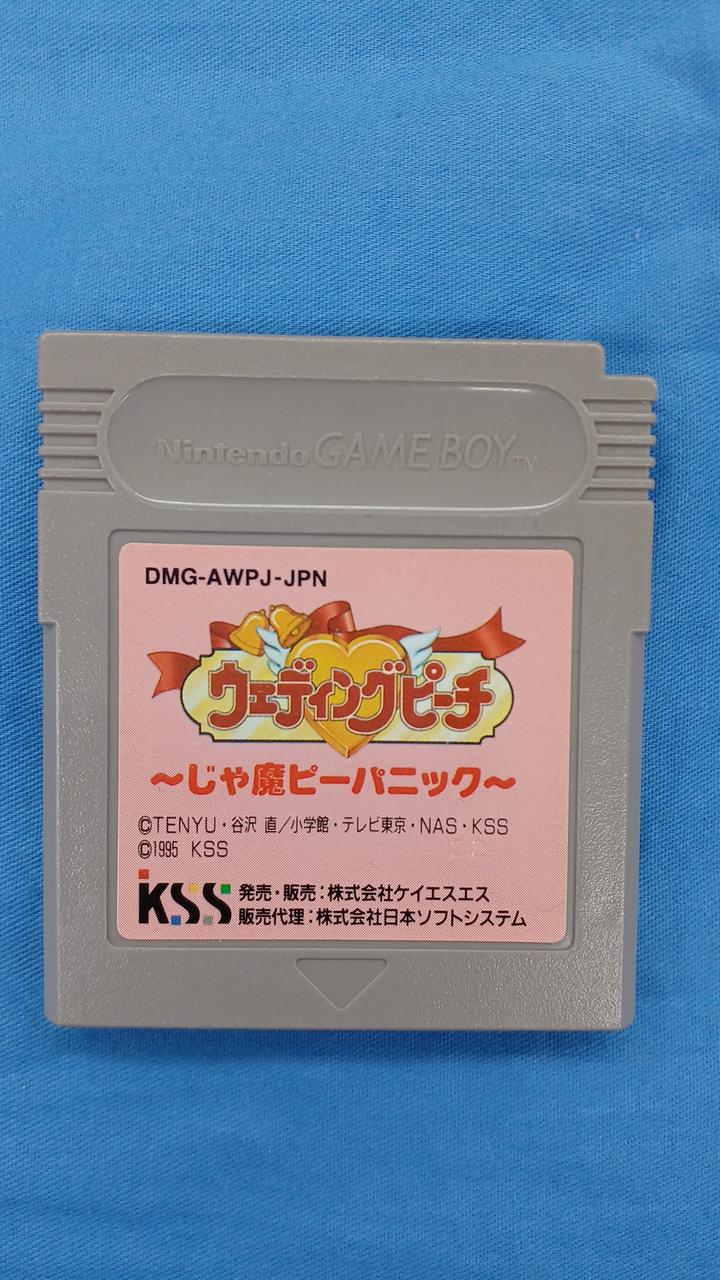 Nintendo GAME BOY TM
DMG-AWPJ-JPN
ウェディングピーチ
～じゃ魔ピーパニック～
©TENYU・谷沢 直／小学館・テレビ東京・NAS・KSS
©1995 KSS
KSS 発売・販売：株式会社ケイエスエス
販売代理：株式会社日本ソフトシステム